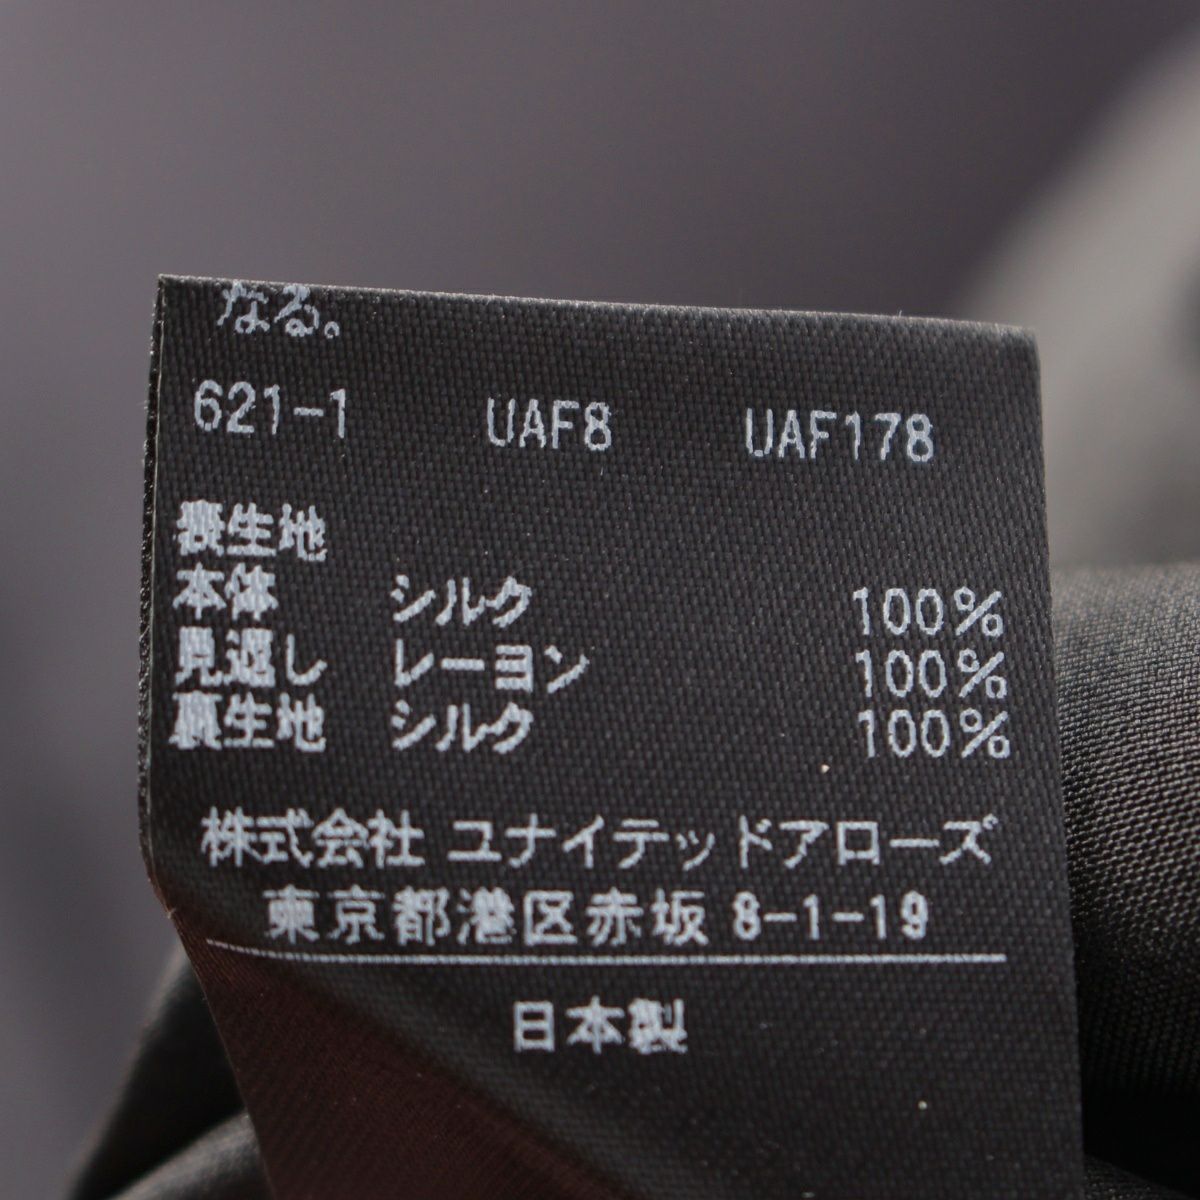 なる。
621-1 UAF8 UAF178
表生地
本体 シルク 100%
見返し レーヨン 100%
裏生地 シルク 100%
株式会社 ユナイテッドアローズ
東京都港区赤坂 8-1-19
日本製